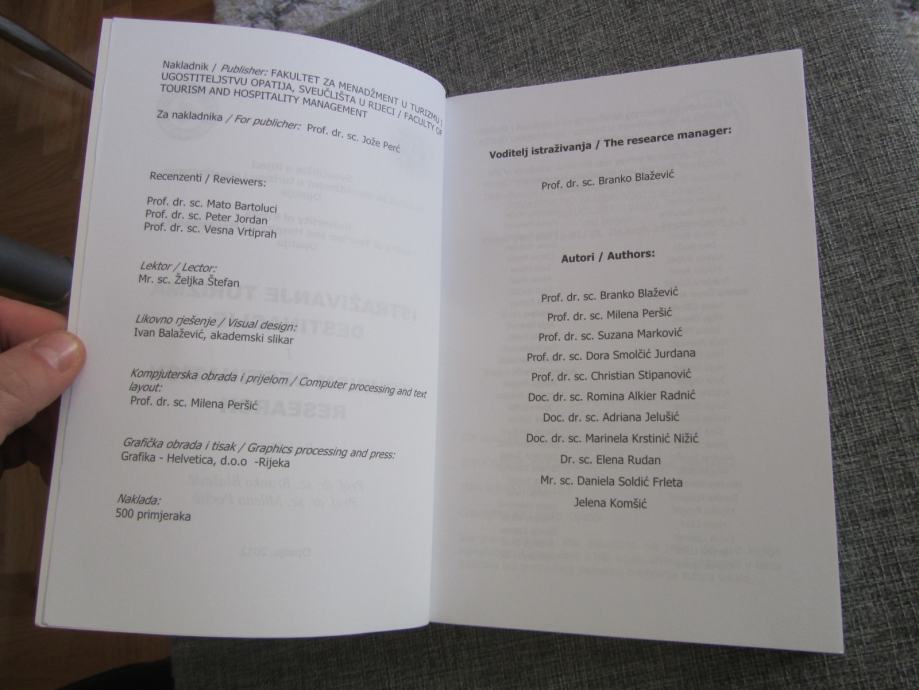 Nakladnik / Publisher: FAKULTET ZA MENADŽMENT U TURIZMU I
UGOSTITELJSTVU OPATIJA, SVEUČLIŠTA U RIJECI / FACULTY OF
TOURISM AND HOSPITALITY MANAGEMENT
Za nakladnika / For publisher: Prof. dr. sc. Jože Perć
Recenzenti / Reviewers:
Prof. dr. sc. Mato Bartoluci
Prof. dr. sc. Peter Jordan
Prof. dr. sc. Vesna Vrtiprah
Lektor / Lector:
Mr. sc. Željka Štefan
Likovno rješenje / Visual design:
Ivan Balažević, akademski slikar
Kompjuterska obrada i prijelom / Computer processing and text
layout:
Prof. dr. sc. Milena Peršić
Grafička obrada i tisak / Graphics processing and press:
Grafika - Helvetica, d.o.o -Rijeka
Naklada:
500 primjeraka
Voditelj istraživanja / The researce manager:
Prof. dr. sc. Branko Blažević
Autori / Authors:
Prof. dr. sc. Branko Blažević
Prof. dr. sc. Milena Peršić
Prof. dr. sc. Suzana Marković
Prof. dr. sc. Dora Smolčić Jurdana
Prof. dr. sc. Christian Stipanović
Doc. dr. sc. Romina Alkier Radnić
Doc. dr. sc. Adriana Jelušić
Doc. dr. sc. Marinela Krstinić Nižić
Dr. sc. Elena Rudan
Mr. sc. Daniela Soldić Frleta
Jelena Komšić